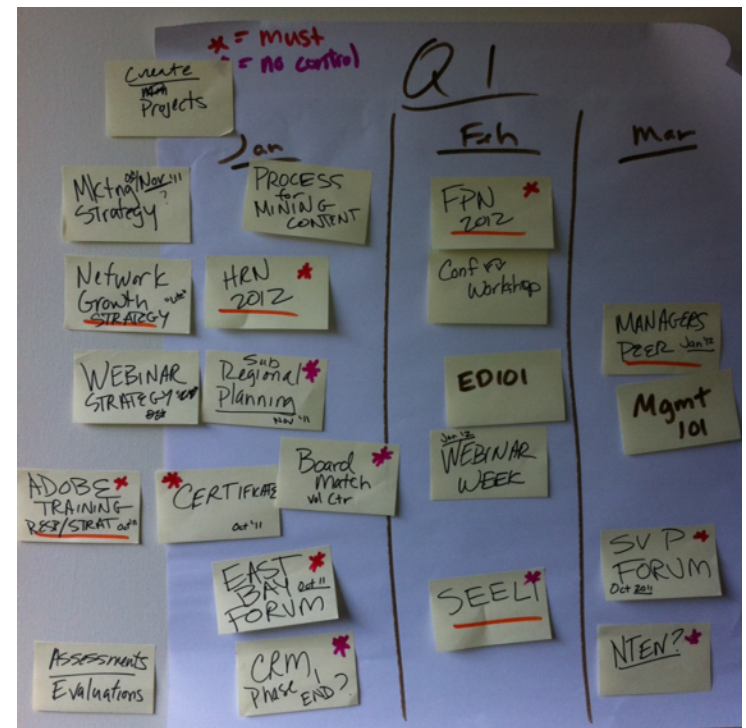 * = must
* = no control
Q1
Create
Projects
Jan
Feb
Mar
Mktng Nov '11
Strategy?
PROCESS
for
MINING
CONTENT
FPN *
2012
Network
Growth
STRATEGY
HRN *
2012
Conf
Workshop
MANAGERS
PEER Jan '12
WEBINAR
STRATEGY
Sub
Regional *
Planning
Nov '11
ED101
Mgmt
101
Board *
Match
Vol Ctr
Jan '12
WEBINAR
WEEK
ADOBE *
TRAINING
RES/STRAT Oct
* CERTIFICATE
Oct '11
EAST *
BAY Oct 11
FORUM
SEELI *
SVP *
FORUM
Oct 2011
Assessments
Evaluations
CRM, *
Phase END?
NTEN? *